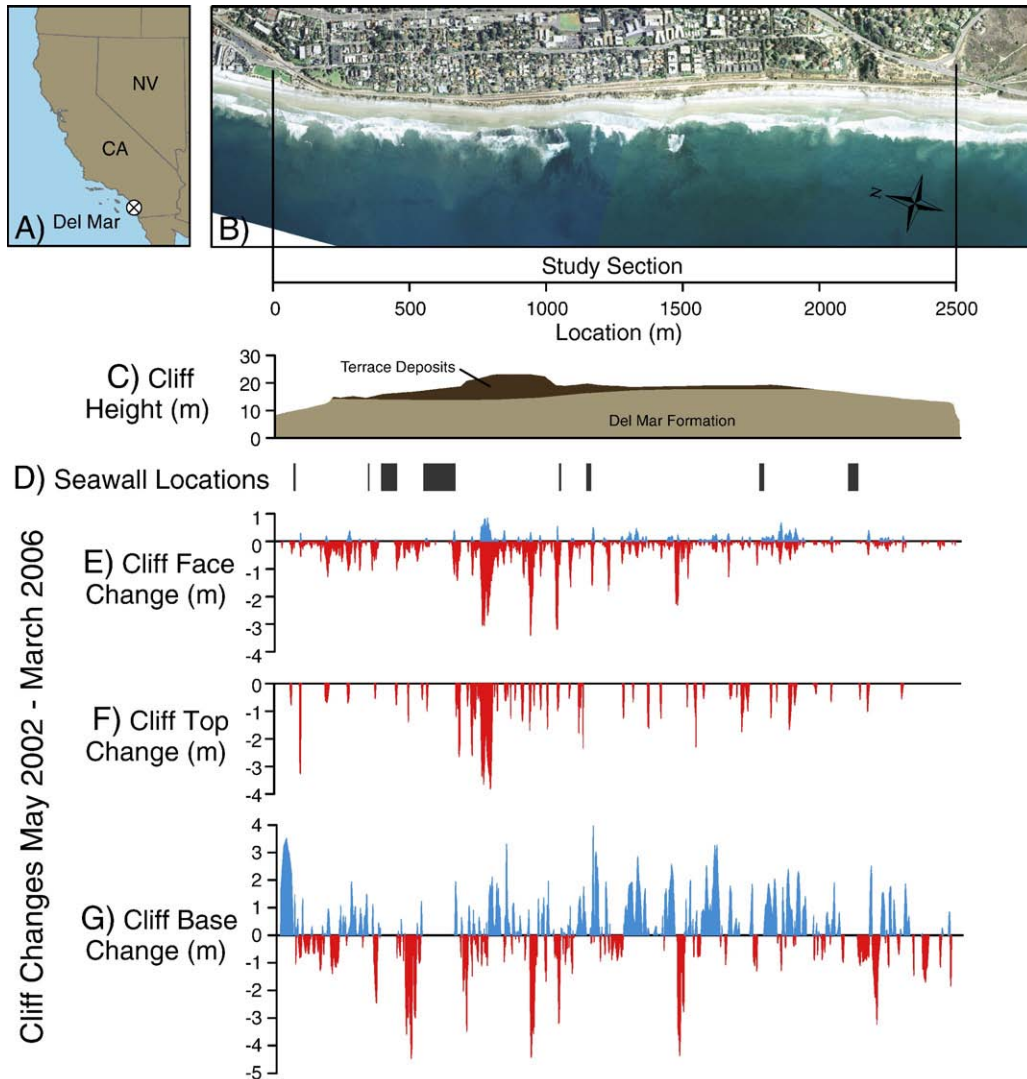 NV
CA
Del Mar
A)
B)
N
Study Section
0 500 1000 1500 2000 2500
Location (m)
C) Cliff
Height (m)
30
20
10
0
Terrace Deposits
Del Mar Formation
D) Seawall Locations
Cliff Changes May 2002 - March 2006
E) Cliff Face
Change (m)
1
0
-1
-2
-3
-4
F) Cliff Top
Change (m)
0
-1
-2
-3
-4
G) Cliff Base
Change (m)
4
3
2
1
0
-1
-2
-3
-4
-5